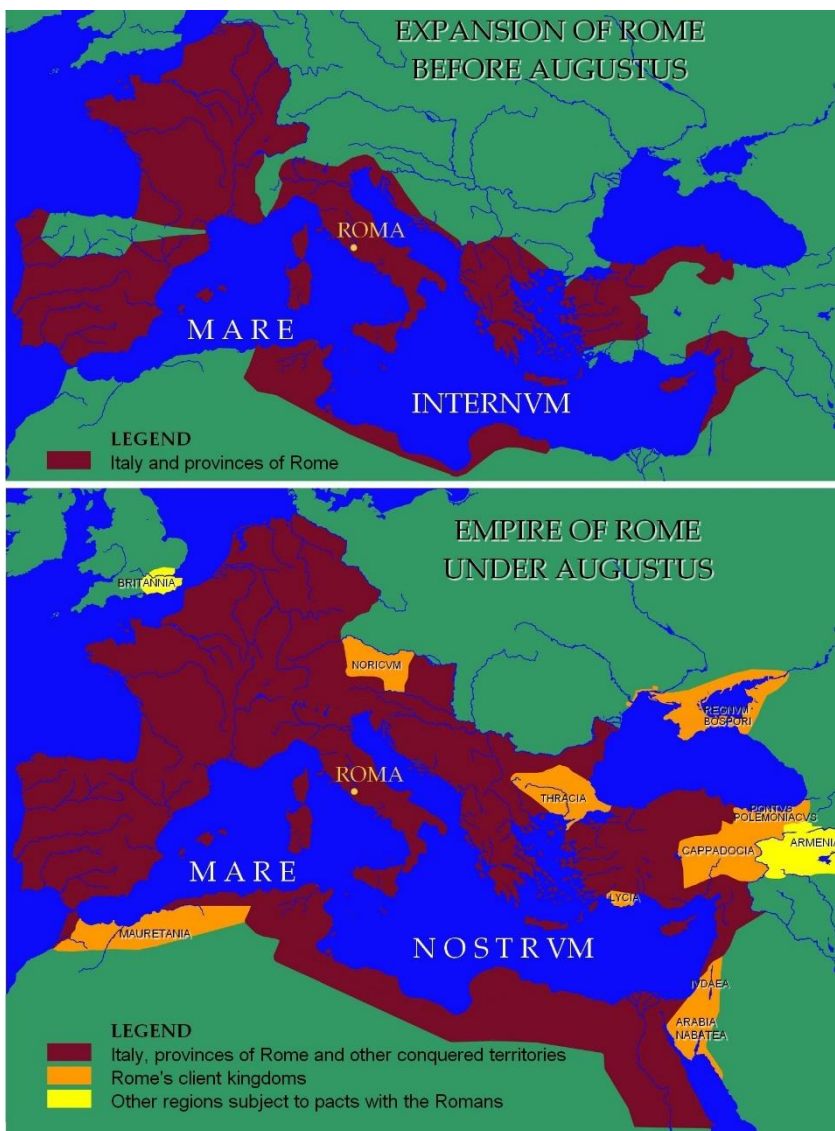 EXPANSION OF ROME
BEFORE AUGUSTUS
ROMA
MARE
INTERNVM
LEGEND
Italy and provinces of Rome
EMPIRE OF ROME
UNDER AUGUSTUS
BRITANNIA
NORICVM
REGNVM
BOSPORI
ROMA
THRACIA
PONTVS
POLEMONIACVS
ARMENIA
CAPPADOCIA
MARE
LYCIA
MAURETANIA
NOSTRVM
IVDAEA
ARABIA
NABATEA
LEGEND
Italy, provinces of Rome and other conquered territories
Rome's client kingdoms
Other regions subject to pacts with the Romans